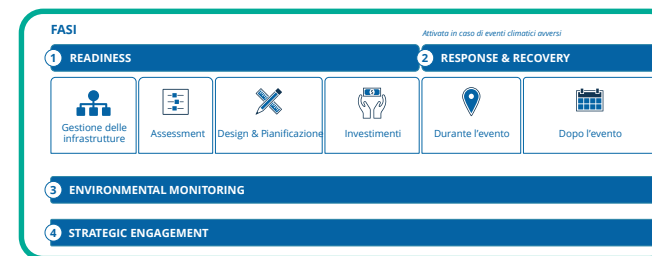 FASI
Attivata in caso di eventi climatici avversi
1 READINESS
2 RESPONSE & RECOVERY
Gestione delle
infrastrutture
Assessment
Design & Pianificazione
Investimenti
Durante l'evento
Dopo l'evento
3 ENVIRONMENTAL MONITORING
4 STRATEGIC ENGAGEMENT